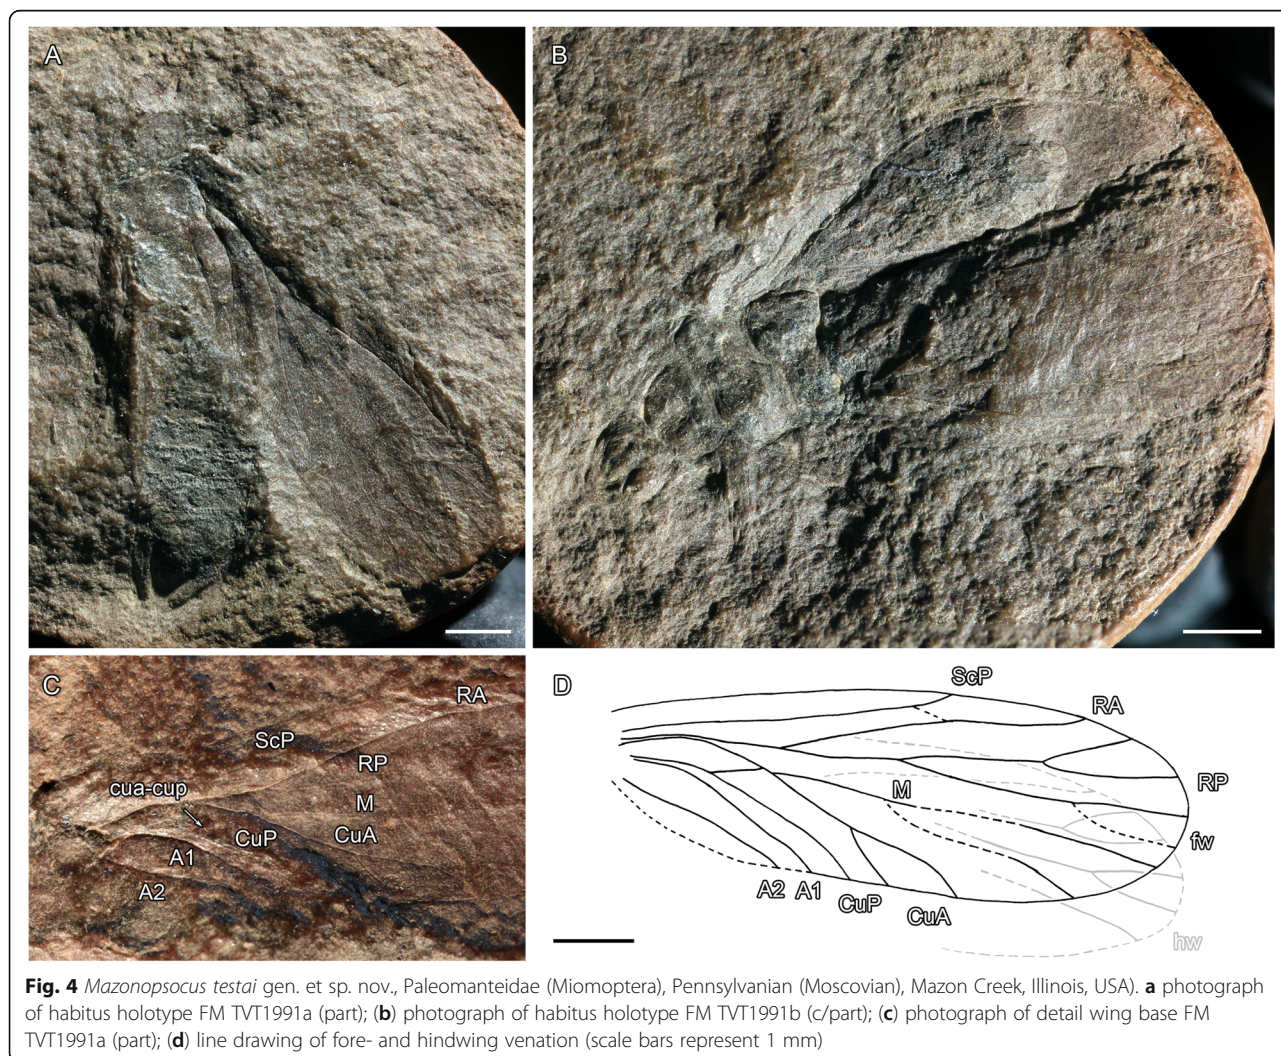 A
B
C
RA
ScP
RP
cua-cup
M
CuA
CuP
A1
A2
D
ScP
RA
RP
M
fw
A2 A1 CuP CuA
hw
Fig. 4 Mazonopsocus testai gen. et sp. nov., Paleomanteidae (Miomoptera), Pennsylvanian (Moscovian), Mazon Creek, Illinois, USA). a photograph
of habitus holotype FM TVT1991a (part); (b) photograph of habitus holotype FM TVT1991b (c/part); (c) photograph of detail wing base FM
TVT1991a (part); (d) line drawing of fore- and hindwing venation (scale bars represent 1 mm)